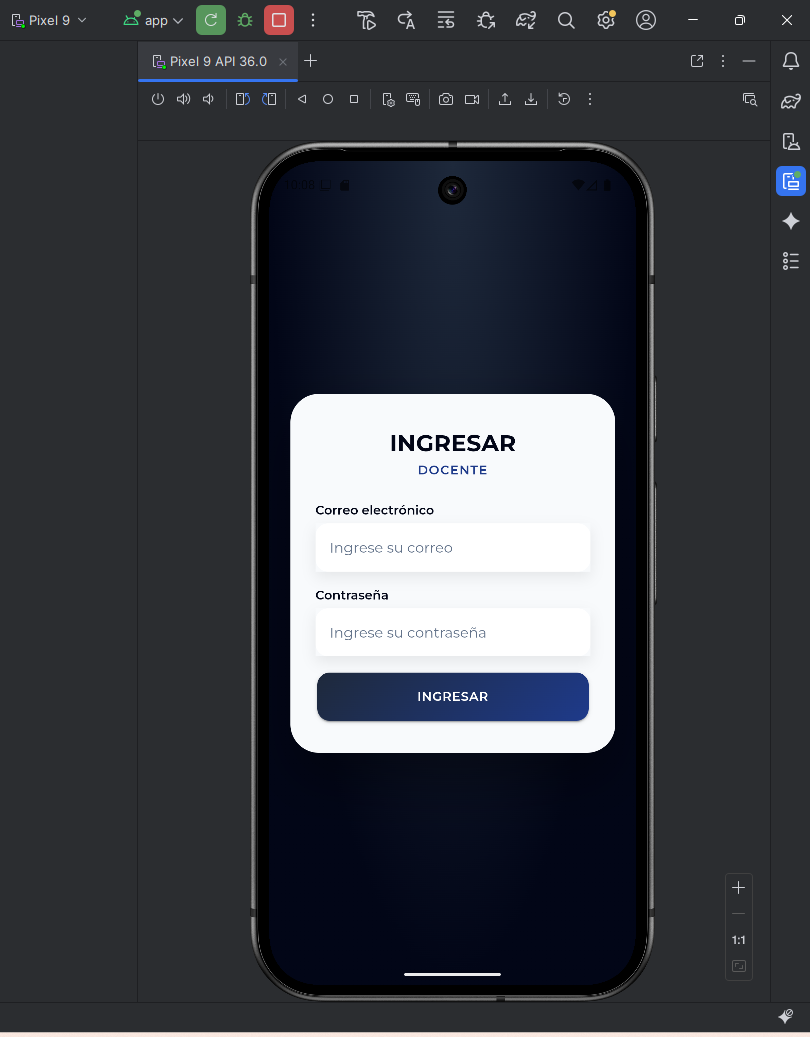 Pixel 9
app
Pixel 9 API 36.0
INGRESAR
DOCENTE
Correo electrónico
Ingrese su correo
Contraseña
Ingrese su contraseña
INGRESAR
1:1